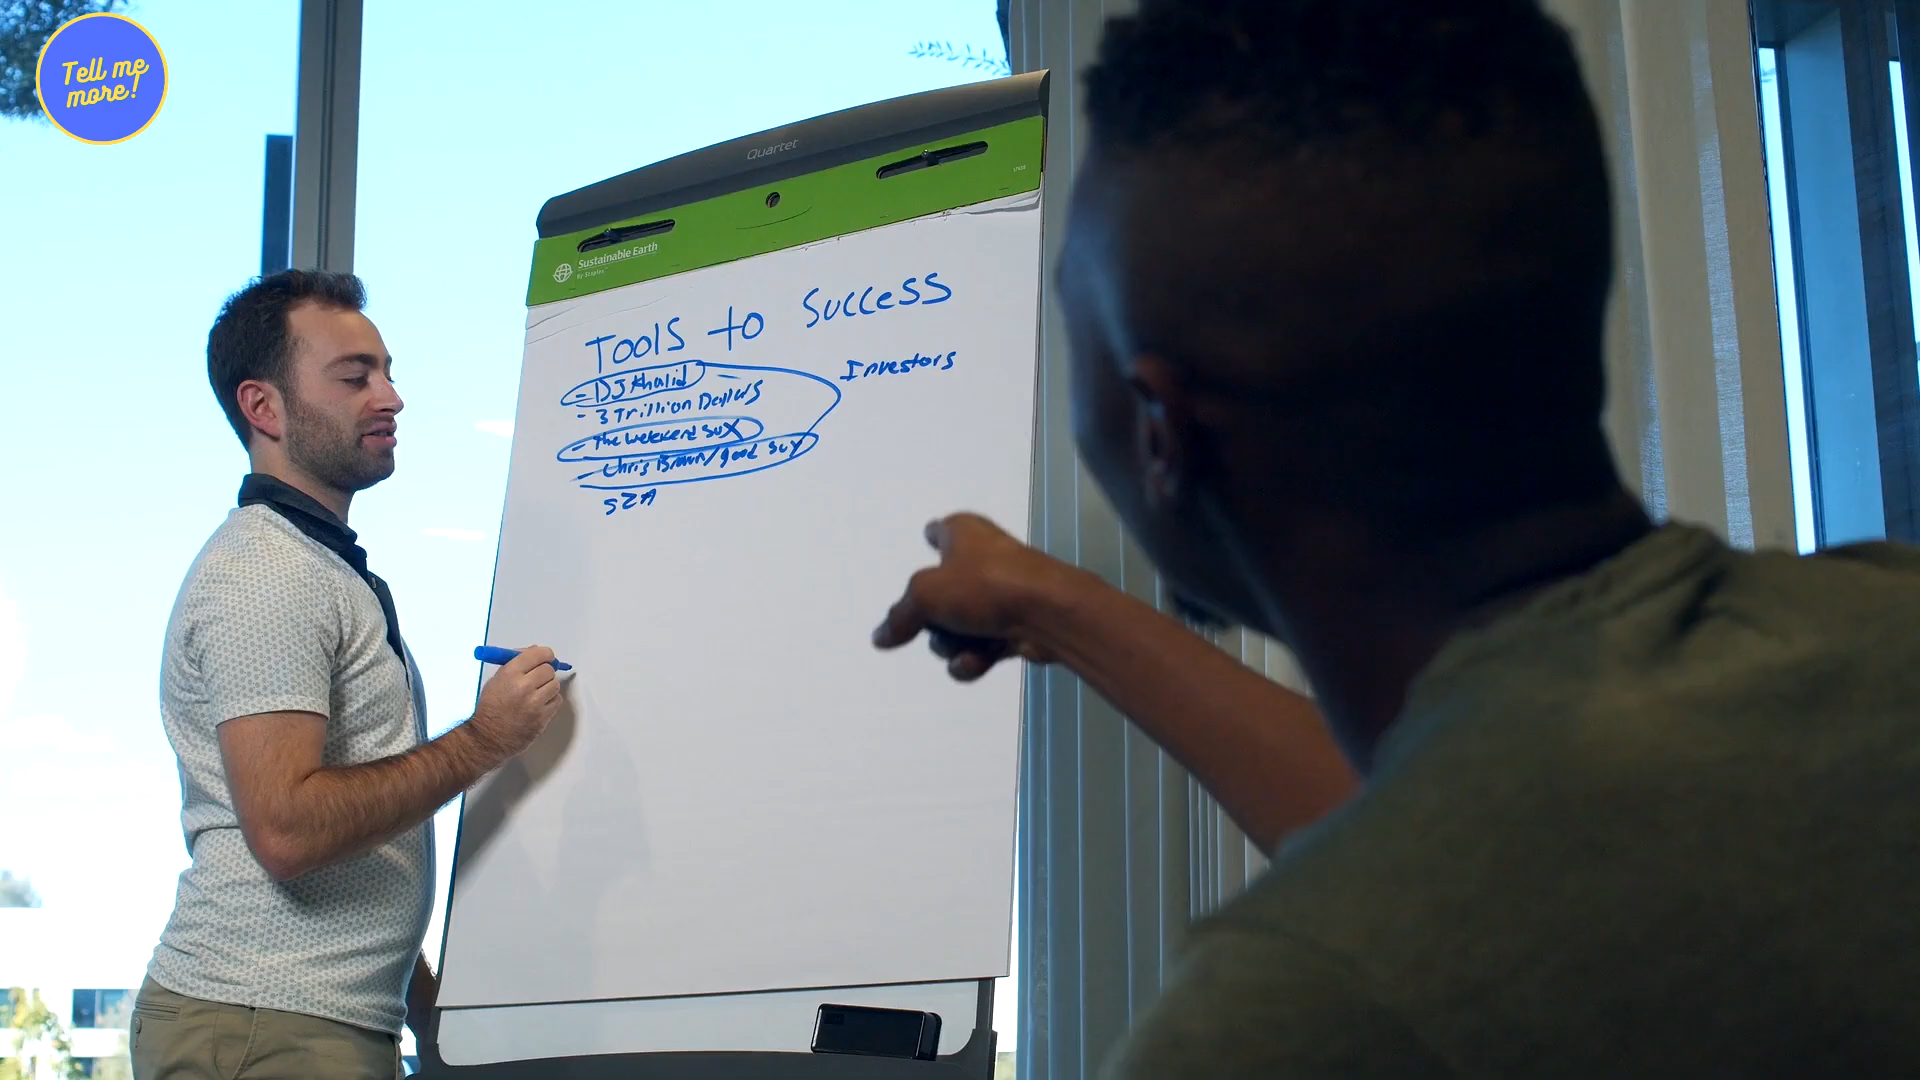 Tell me
more!
Quartet
Sustainable Earth
By Staples
Tools to Success
- DJ Khalid
Investors
- 3 Trillion Dollars
- The weekend sux
- Chris Brown/good sux
SZA